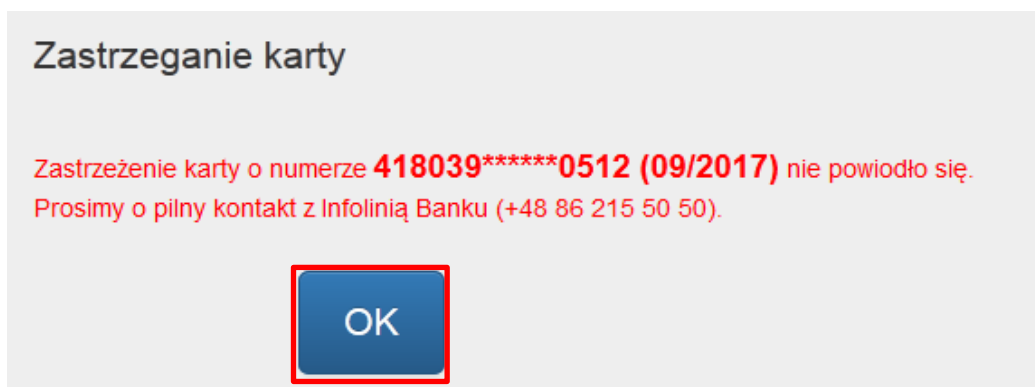 Zastrzeganie karty
Zastrzeżenie karty o numerze 418039******0512 (09/2017) nie powiodło się.
Prosimy o pilny kontakt z Infolinią Banku (+48 86 215 50 50).
OK